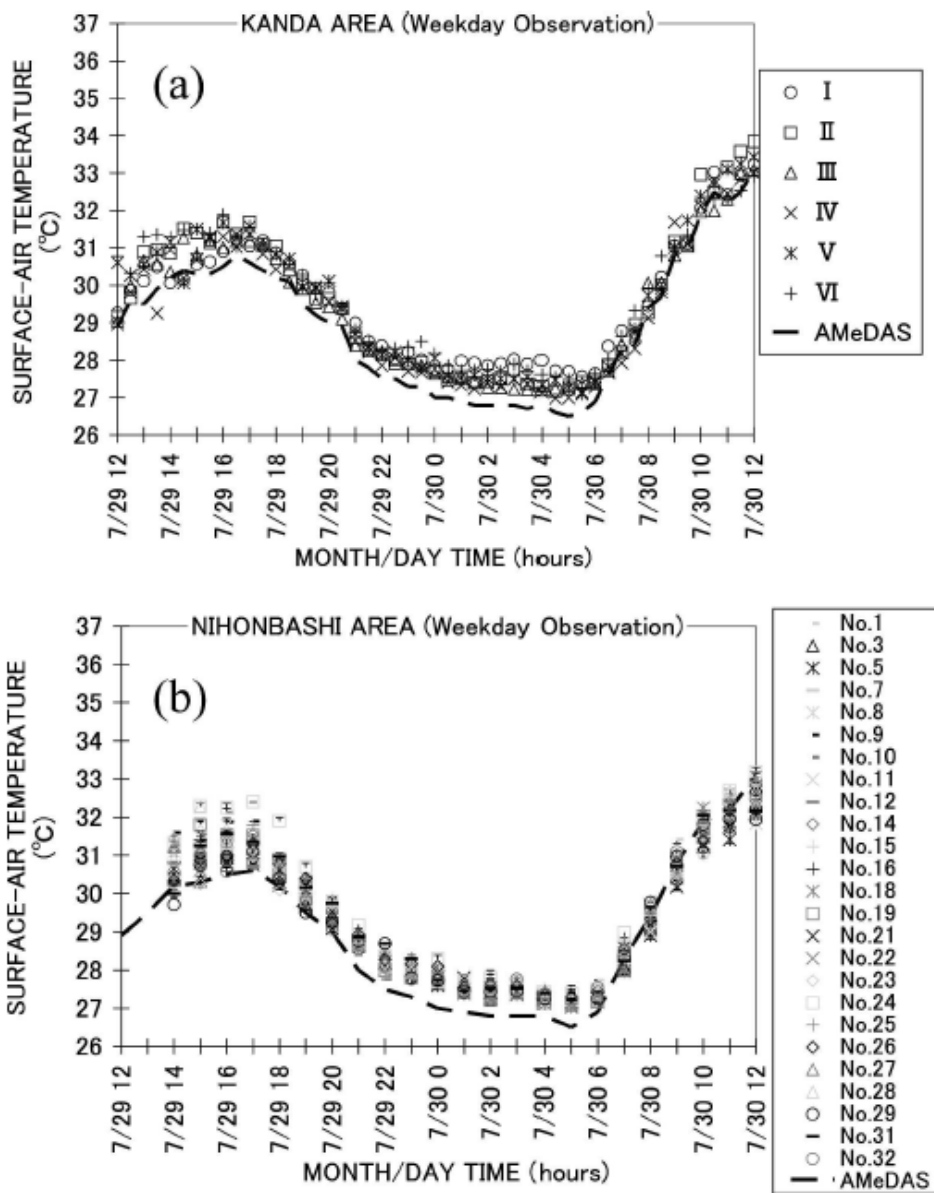 KANDA AREA (Weekday Observation)
(a)
SURFACE-AIR TEMPERATURE
(℃)
37
36
35
34
33
32
31
30
29
28
27
26
7/29 12
7/29 14
7/29 16
7/29 18
7/29 20
7/29 22
7/30 0
7/30 2
7/30 4
7/30 6
7/30 8
7/30 10
7/30 12
MONTH/DAY TIME (hours)
I
II
III
IV
V
VI
AMeDAS
NIHONBASHI AREA (Weekday Observation)
(b)
SURFACE-AIR TEMPERATURE
(℃)
37
36
35
34
33
32
31
30
29
28
27
26
7/29 12
7/29 14
7/29 16
7/29 18
7/29 20
7/29 22
7/30 0
7/30 2
7/30 4
7/30 6
7/30 8
7/30 10
7/30 12
MONTH/DAY TIME (hours)
No.1
No.3
No.5
No.7
No.8
No.9
No.10
No.11
No.12
No.14
No.15
No.16
No.18
No.19
No.21
No.22
No.23
No.24
No.25
No.26
No.27
No.28
No.29
No.31
No.32
AMeDAS